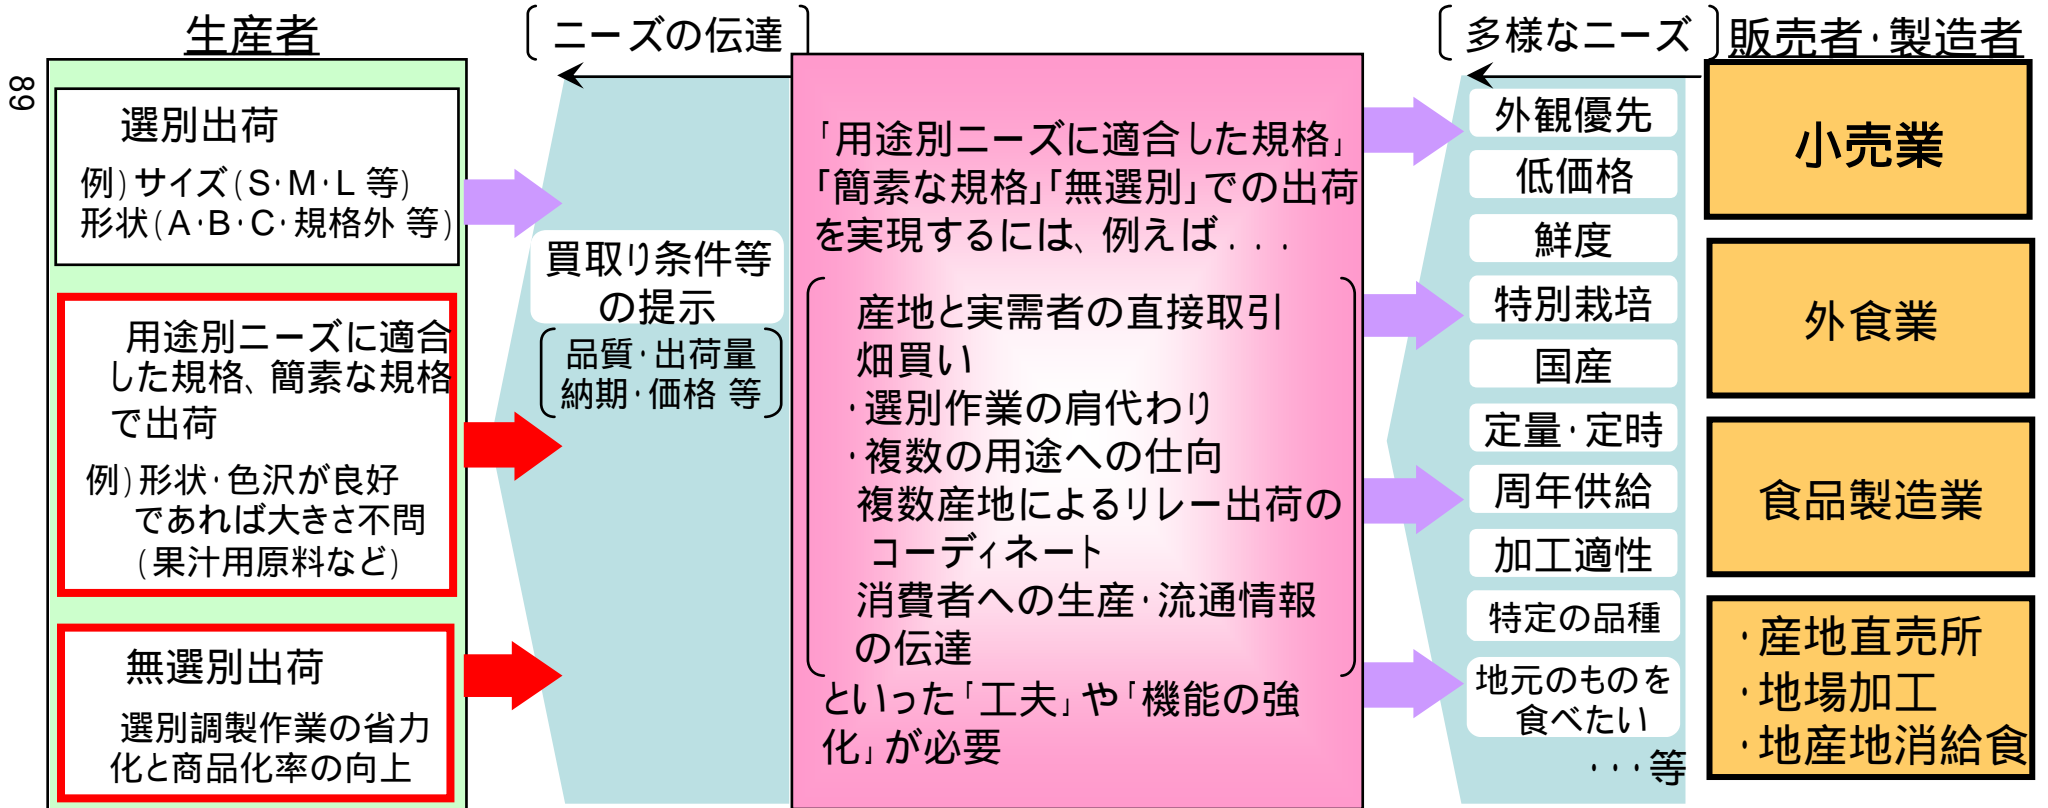 生産者
89
選別出荷
例)サイズ(S・M・L 等)
形状(A・B・C・規格外 等)
用途別ニーズに適合
した規格、簡素な規格
で出荷
例)形状・色沢が良好
であれば大きさ不問
(果汁用原料など)
無選別出荷
選別調製作業の省力
化と商品化率の向上
ニーズの伝達
買取り条件等
の提示
品質・出荷量
納期・価格 等
「用途別ニーズに適合した規格」
「簡素な規格」「無選別」での出荷
を実現するには、例えば...
産地と実需者の直接取引
畑買い
・選別作業の肩代わり
・複数の用途への仕向
複数産地によるリレー出荷の
コーディネート
消費者への生産・流通情報
の伝達
といった「工夫」や「機能の強
化」が必要
多様なニーズ
外観優先
低価格
鮮度
特別栽培
国産
定量・定時
周年供給
加工適性
特定の品種
地元のものを
食べたい
・・・等
販売者・製造者
小売業
外食業
食品製造業
・産地直売所
・地場加工
・地産地消給食